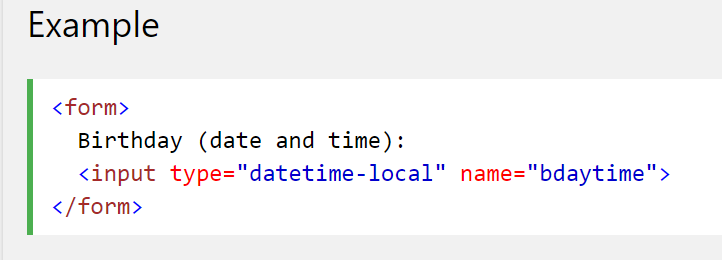 Example
<form>
Birthday (date and time):
<input type="datetime-local" name="bdaytime">
</form>